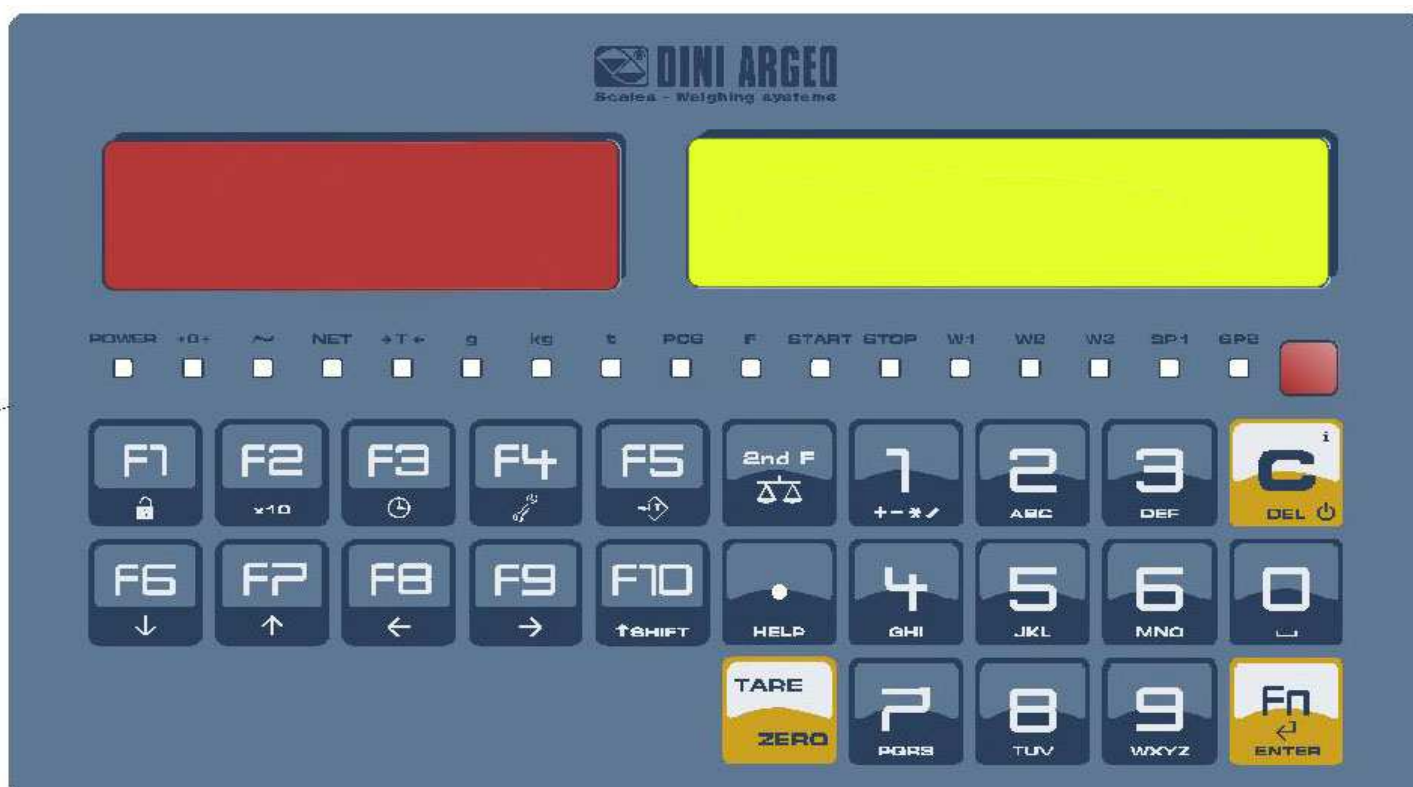 DINI ARGEO
Scales - Weighing systems
POWER →0← ~ NET →T← g kg t PCS F START STOP W1 W2 W3 SP1 SP2
F1 F2 F3 F4 F5 2nd F 1 2 3 C i
x10 + - * / ABC DEF DEL
F6 F7 F8 F9 F10 . 4 5 6 0
↓ ↑ ← → ↑SHIFT HELP GHI JKL MNO
TARE 7 8 9 Fn
ZERO PQRS TUV WXYZ ENTER